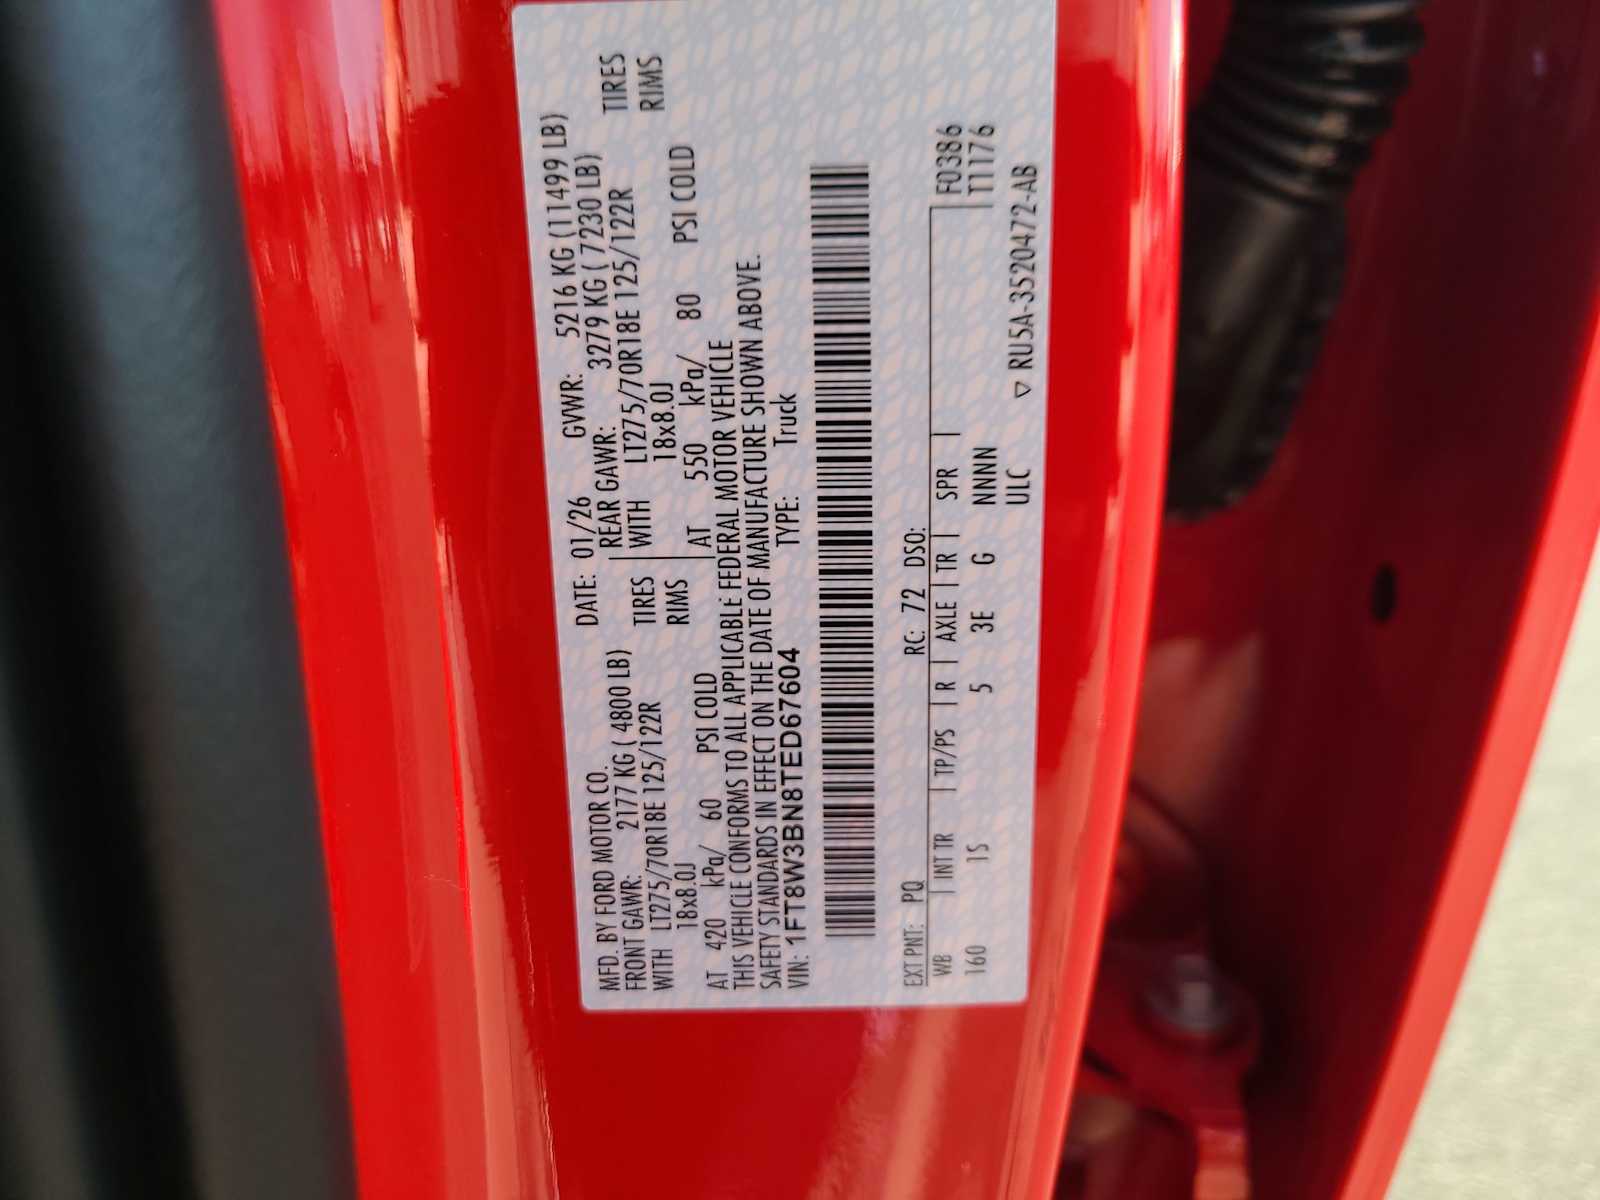 MFD. BY FORD MOTOR CO.
DATE: 01/26 GVWR: 5216 KG (11499 LB)
FRONT GAWR: 2177 KG ( 4800 LB) REAR GAWR: 3279 KG ( 7230 LB)
WITH LT275/70R18E 125/122R TIRES WITH LT275/70R18E 125/122R TIRES
18x8.0J RIMS 18x8.0J RIMS
AT 420 kPa/ 60 PSI COLD AT 550 kPa/ 80 PSI COLD
THIS VEHICLE CONFORMS TO ALL APPLICABLE FEDERAL MOTOR VEHICLE
SAFETY STANDARDS IN EFFECT ON THE DATE OF MANUFACTURE SHOWN ABOVE.
VIN: 1FT8W3BN8TED67604 TYPE: Truck
EXT PNT: PQ RC: 72 DSO: F0386
WB | INT TR | TP/PS | R | AXLE | TR | SPR | T1176
160 1S 5 3E G NNNN
ULC ▽ RU5A-3520472-AB